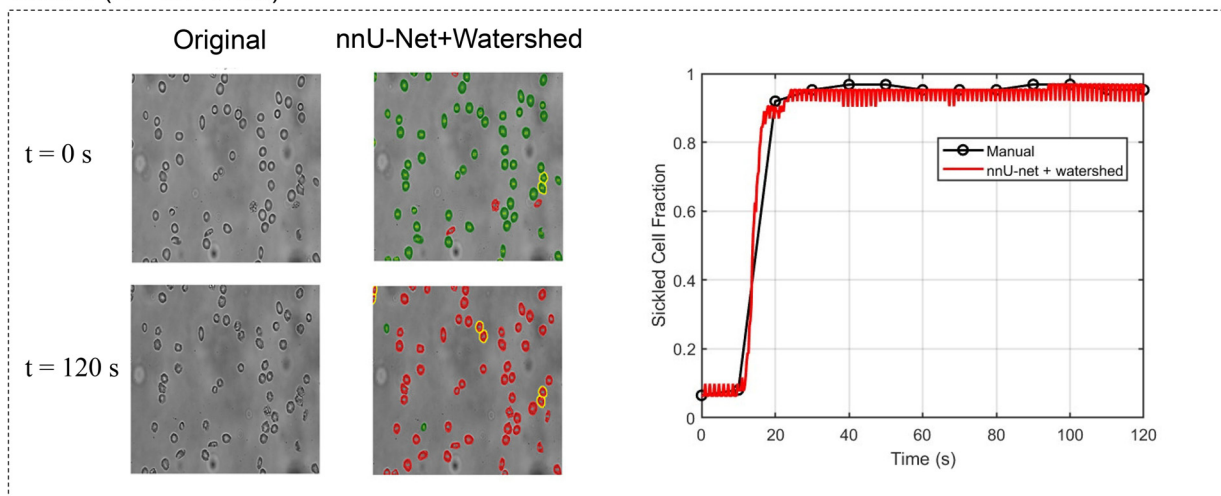 Original
nnU-Net+Watershed
t = 0 s
t = 120 s
1
0.8
0.6
0.4
0.2
0
Sickled Cell Fraction
Manual
nnU-net + watershed
0 20 40 60 80 100 120
Time (s)